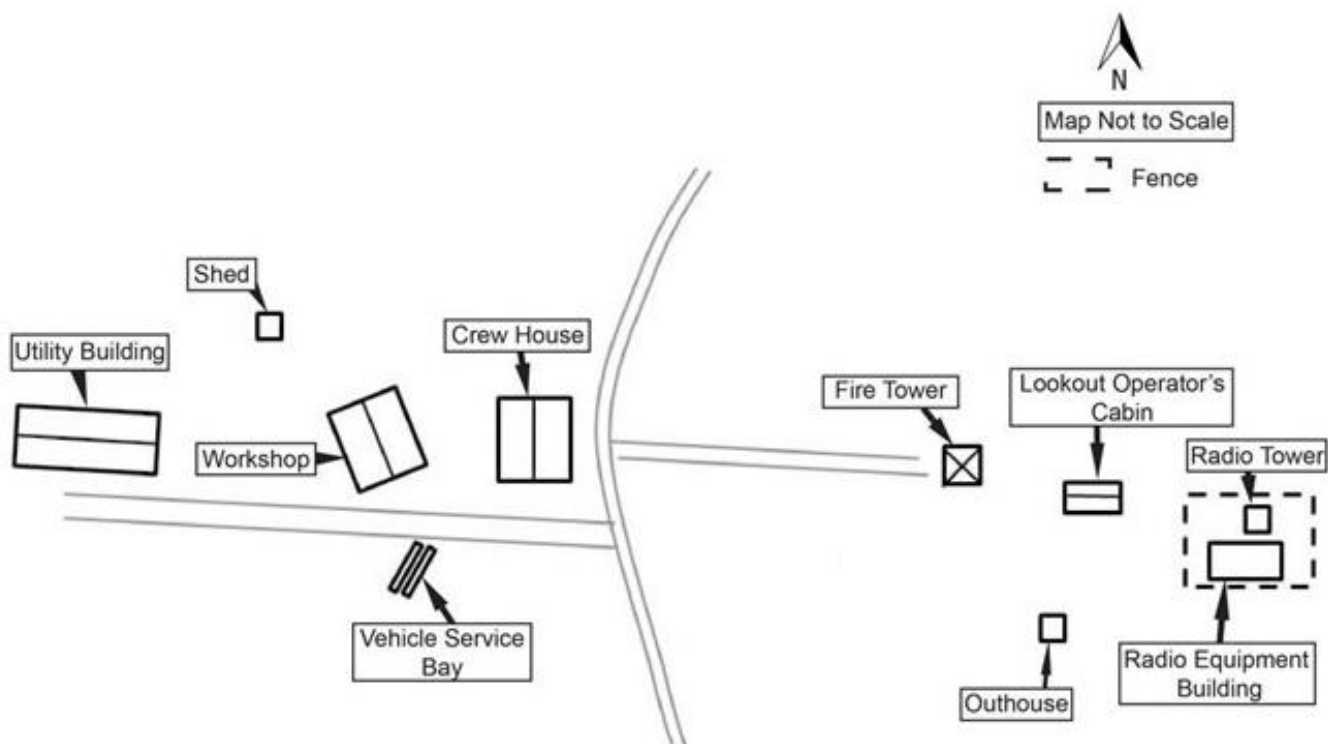 N
Map Not to Scale
Fence
Shed
Utility Building
Crew House
Workshop
Fire Tower
Lookout Operator's
Cabin
Radio Tower
Vehicle Service
Bay
Outhouse
Radio Equipment
Building